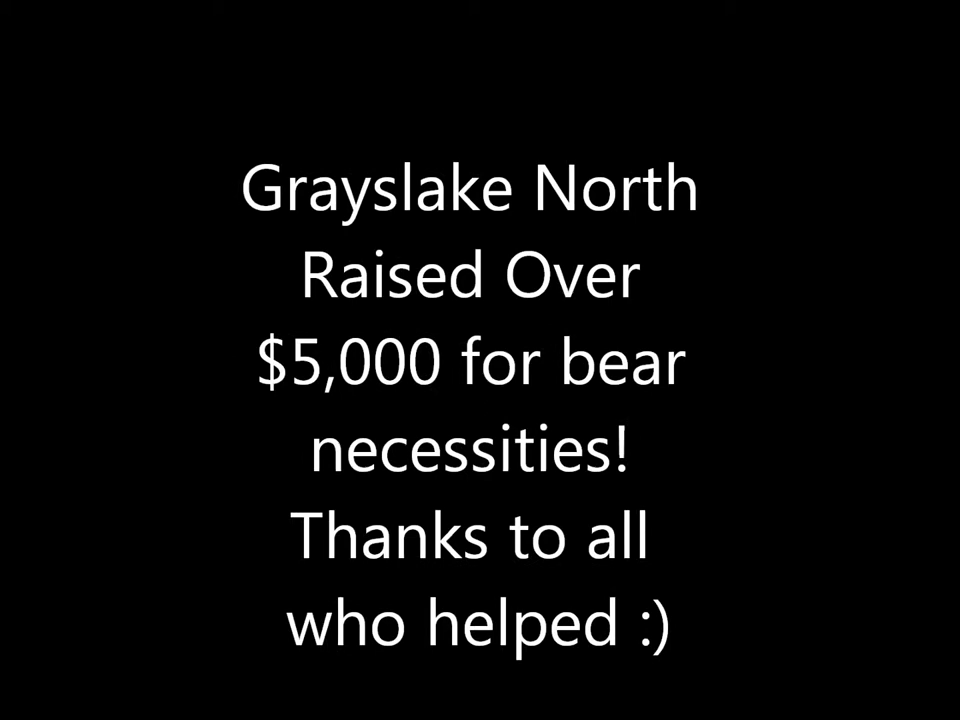 Grayslake North
Raised Over
$5,000 for bear
necessities!
Thanks to all
who helped :)